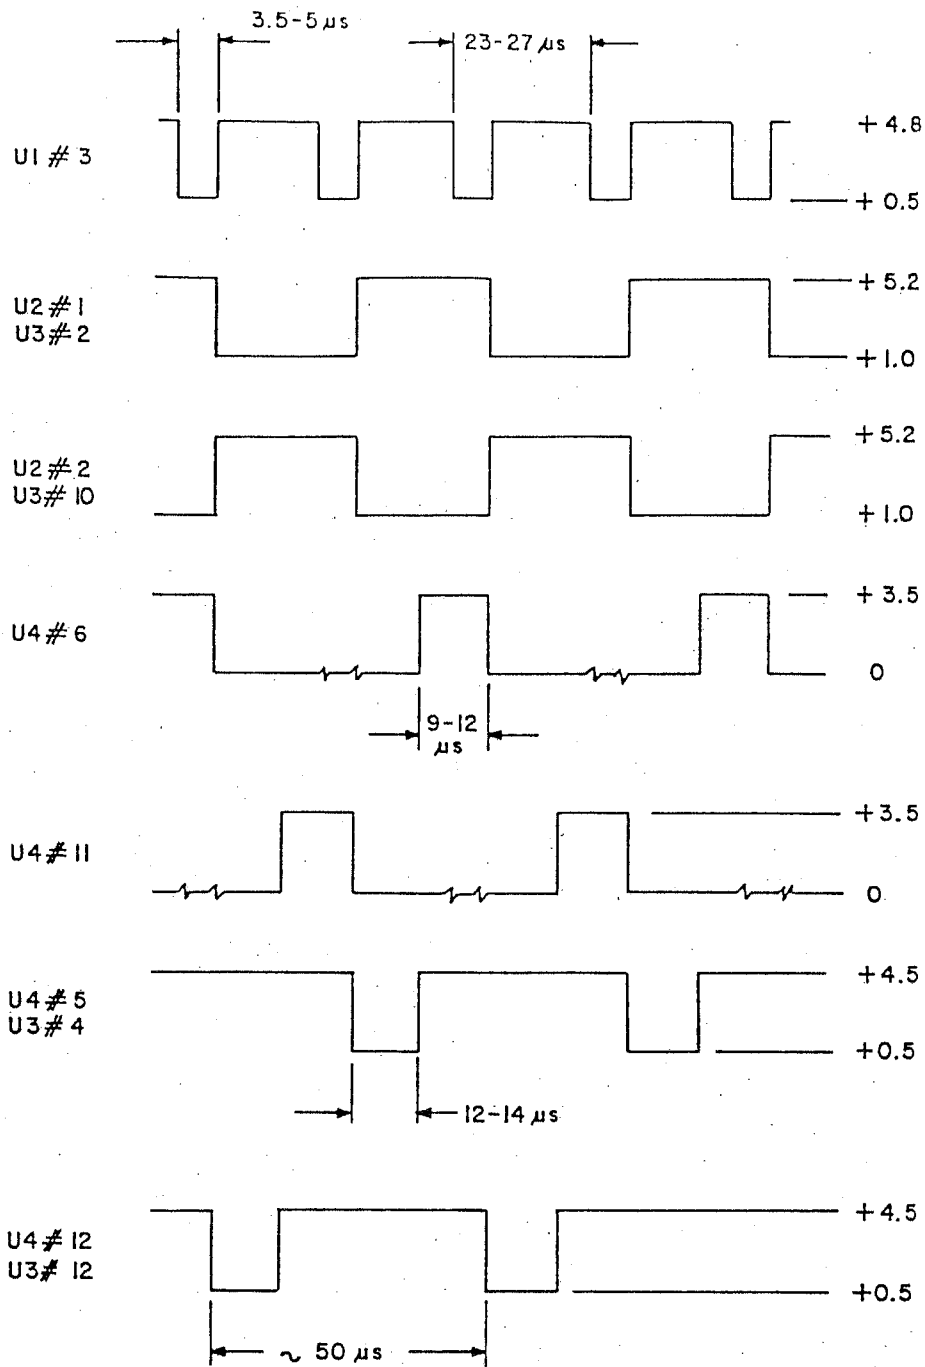 3.5-5 µs
23-27 µs
U1 # 3
+ 4.8
+ 0.5
U2 # 1
U3 # 2
+ 5.2
+ 1.0
U2 # 2
U3 # 10
+ 5.2
+ 1.0
U4 # 6
+ 3.5
0
9-12
µs
U4 # 11
+ 3.5
0
U4 # 5
U3 # 4
+4.5
+0.5
12-14 µs
U4 # 12
U3 # 12
+ 4.5
+0.5
~ 50 µs